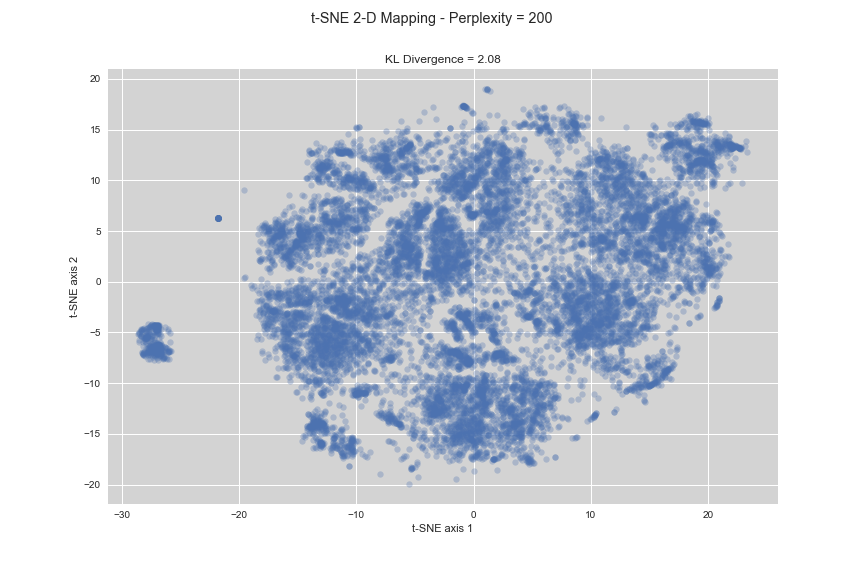 t-SNE 2-D Mapping - Perplexity = 200
KL Divergence = 2.08
20
15
10
5
0
−5
−10
−15
−20
t-SNE axis 2
−30 −20 −10 0 10 20
t-SNE axis 1